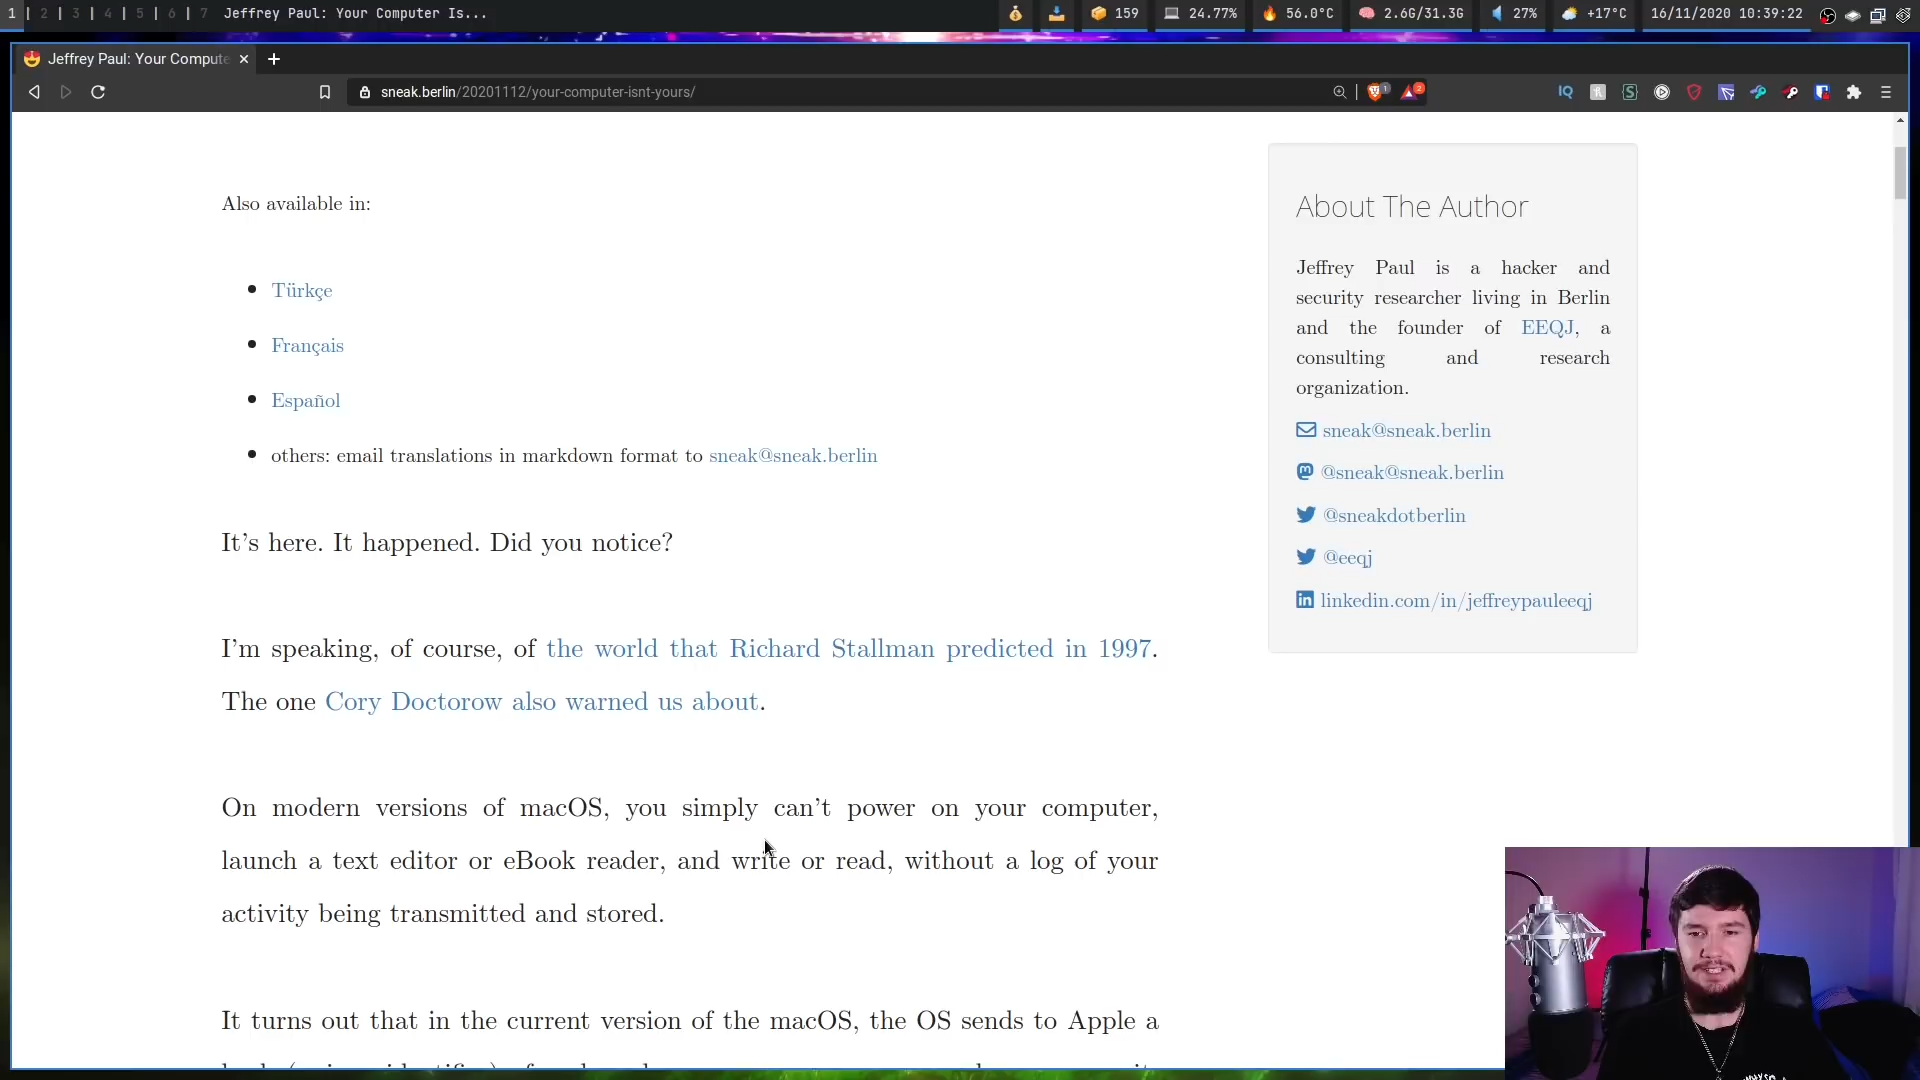 1 | 2 | 3 | 4 | 5 | 6 | 7 Jeffrey Paul: Your Computer Is... 159 24.77% 56.0°C 2.6G/31.3G 27% +17°C 16/11/2020 10:39:22
Jeffrey Paul: Your Compute
sneak.berlin/20201112/your-computer-isnt-yours/ 1 2 IQ
Also available in:
Türkçe
Français
Español
others: email translations in markdown format to sneak@sneak.berlin
It's here. It happened. Did you notice?
I'm speaking, of course, of the world that Richard Stallman predicted in 1997.
The one Cory Doctorow also warned us about.
On modern versions of macOS, you simply can't power on your computer,
launch a text editor or eBook reader, and write or read, without a log of your
activity being transmitted and stored.
It turns out that in the current version of the macOS, the OS sends to Apple a
About The Author
Jeffrey Paul is a hacker and
security researcher living in Berlin
and the founder of EEQJ, a
consulting and research
organization.
sneak@sneak.berlin
@sneak@sneak.berlin
@sneakdotberlin
@eeqj
linkedin.com/in/jeffreypauleeqj